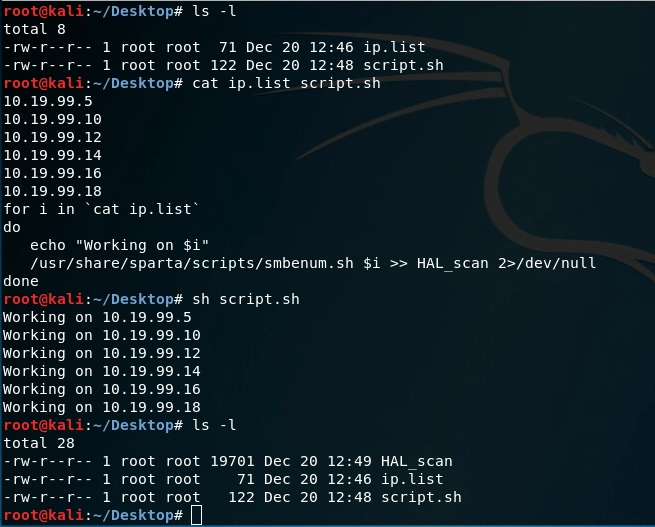 root@kali:~/Desktop# ls -l
total 8
-rw-r--r-- 1 root root  71 Dec 20 12:46 ip.list
-rw-r--r-- 1 root root 122 Dec 20 12:48 script.sh
root@kali:~/Desktop# cat ip.list script.sh
10.19.99.5
10.19.99.10
10.19.99.12
10.19.99.14
10.19.99.16
10.19.99.18
for i in `cat ip.list`
do
   echo "Working on $i"
   /usr/share/sparta/scripts/smbenum.sh $i >> HAL_scan 2>/dev/null
done
root@kali:~/Desktop# sh script.sh
Working on 10.19.99.5
Working on 10.19.99.10
Working on 10.19.99.12
Working on 10.19.99.14
Working on 10.19.99.16
Working on 10.19.99.18
root@kali:~/Desktop# ls -l
total 28
-rw-r--r-- 1 root root 19701 Dec 20 12:49 HAL_scan
-rw-r--r-- 1 root root    71 Dec 20 12:46 ip.list
-rw-r--r-- 1 root root   122 Dec 20 12:48 script.sh
root@kali:~/Desktop#